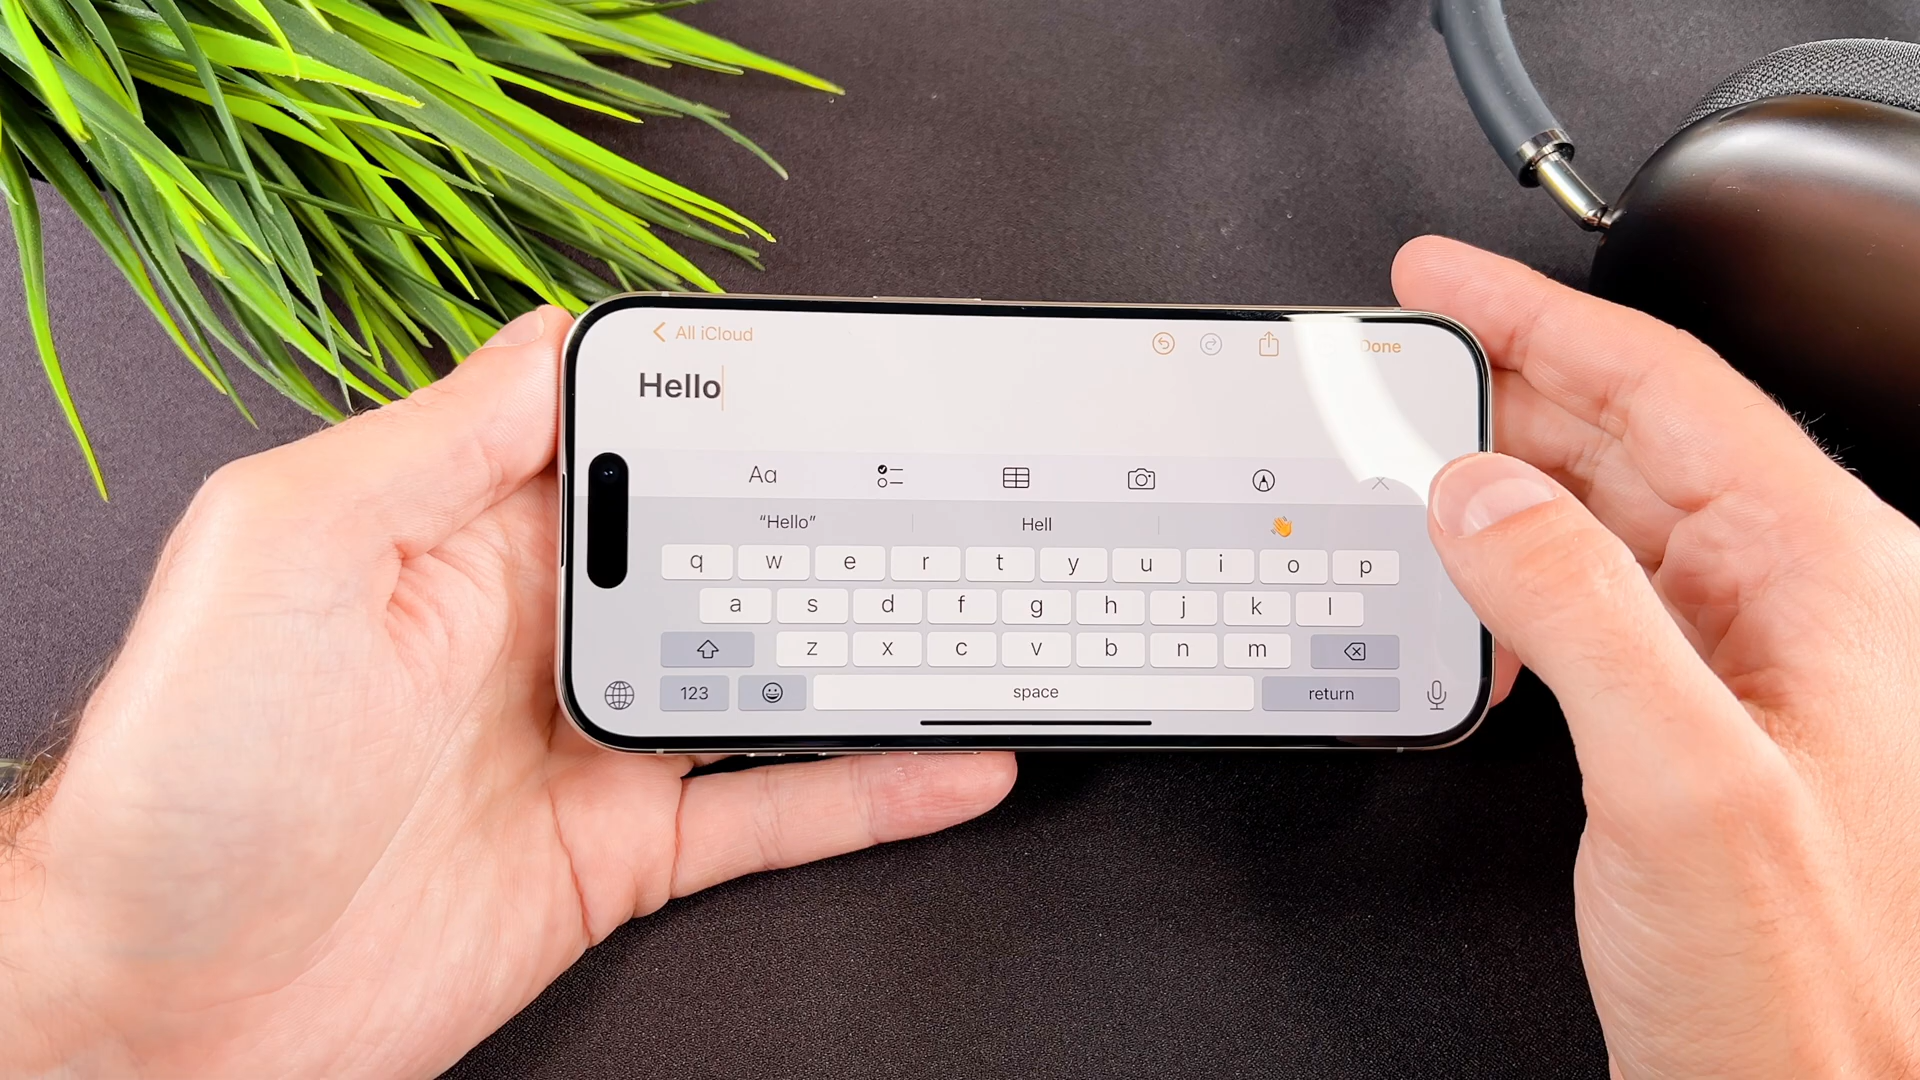 All iCloud
Done
Hello
Aa
“Hello” Hell 👋
q w e r t y u i o p
a s d f g h j k l
z x c v b n m
123 space return